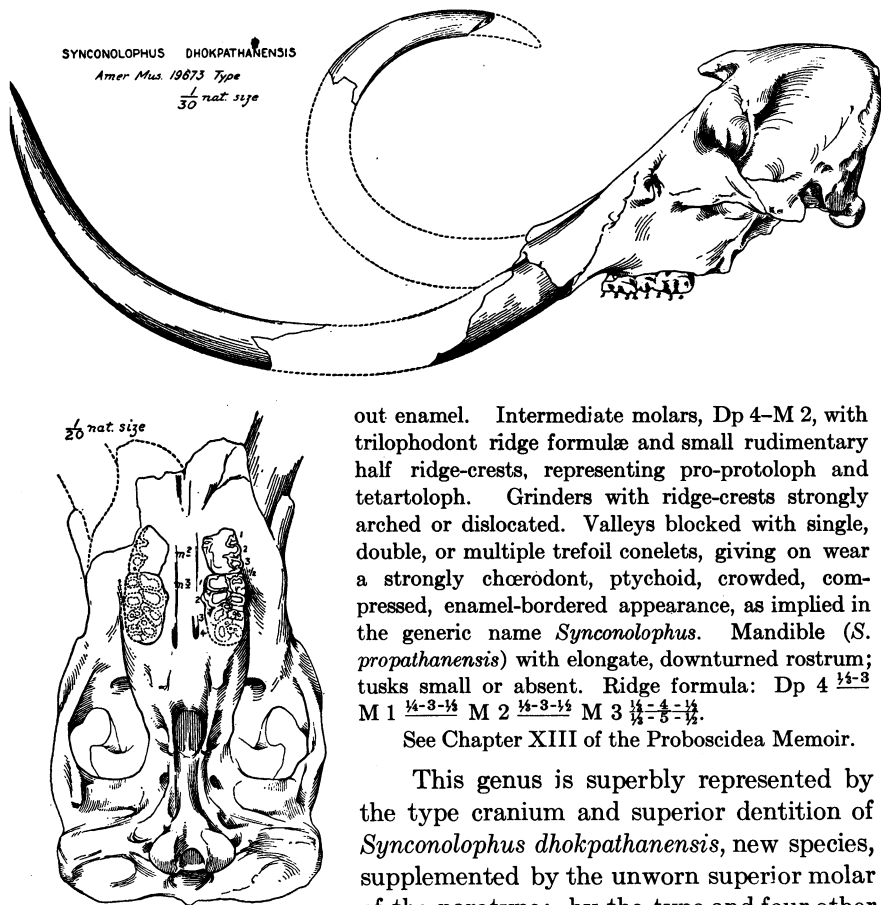 SYNCONOLOPHUS DHOKPATHANENSIS
Amer Mus. 19673 Type
1/30 nat. size
1/20 nat. size
m2
m3
1
2
3
1
2
3
4
out enamel. Intermediate molars, Dp 4–M 2, with
trilophodont ridge formulæ and small rudimentary
half ridge-crests, representing pro-protoloph and
tetartoloph. Grinders with ridge-crests strongly
arched or dislocated. Valleys blocked with single,
double, or multiple trefoil conelets, giving on wear
a strongly chœrodont, ptychoid, crowded, com-
pressed, enamel-bordered appearance, as implied in
the generic name Synconolophus. Mandible (S.
propathanensis) with elongate, downturned rostrum;
tusks small or absent. Ridge formula: Dp 4 ½-3
M 1 ¼-3-½ M 2 ½-3-½ M 3
See Chapter XIII of the Proboscidea Memoir.
This genus is superbly represented by
the type cranium and superior dentition of
Synconolophus dhokpathanensis, new species,
supplemented by the unworn superior molar